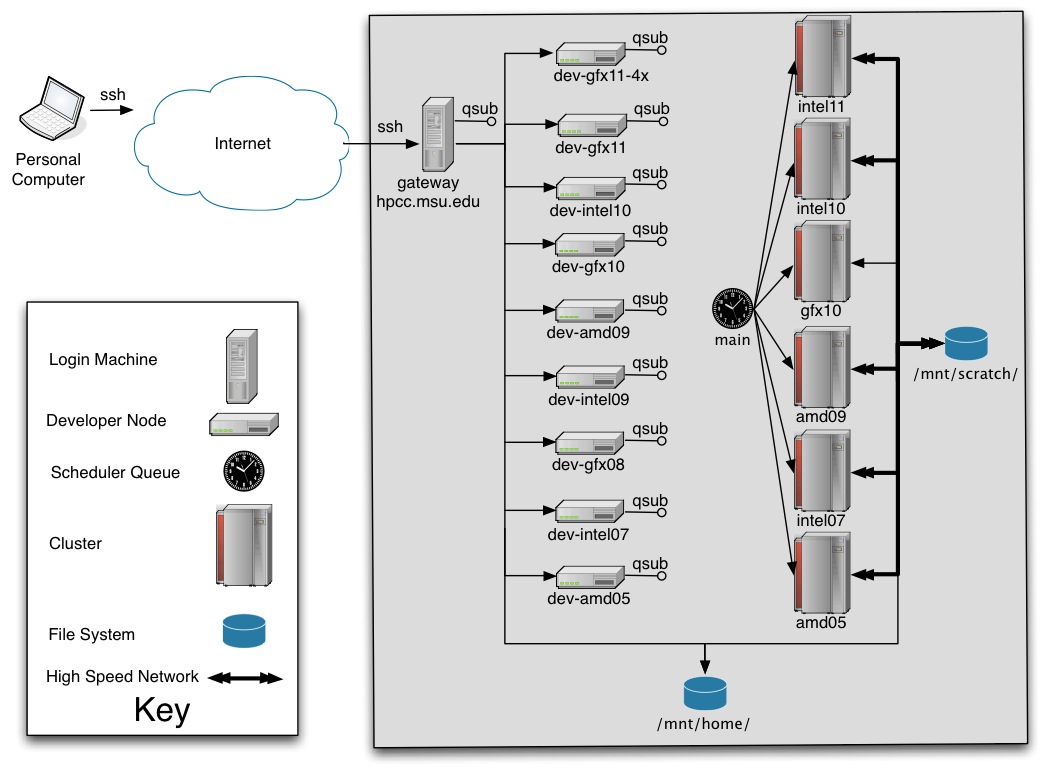 ssh
Personal
Computer
Internet
ssh
qsub
gateway
hpcc.msu.edu
qsub
dev-gfx11-4x
qsub
dev-gfx11
qsub
dev-intel10
qsub
dev-gfx10
qsub
dev-amd09
qsub
dev-intel09
qsub
dev-gfx08
qsub
dev-intel07
qsub
dev-amd05
main
intel11
intel10
gfx10
amd09
intel07
amd05
/mnt/scratch/
/mnt/home/
Login Machine
Developer Node
Scheduler Queue
Cluster
File System
High Speed Network
Key